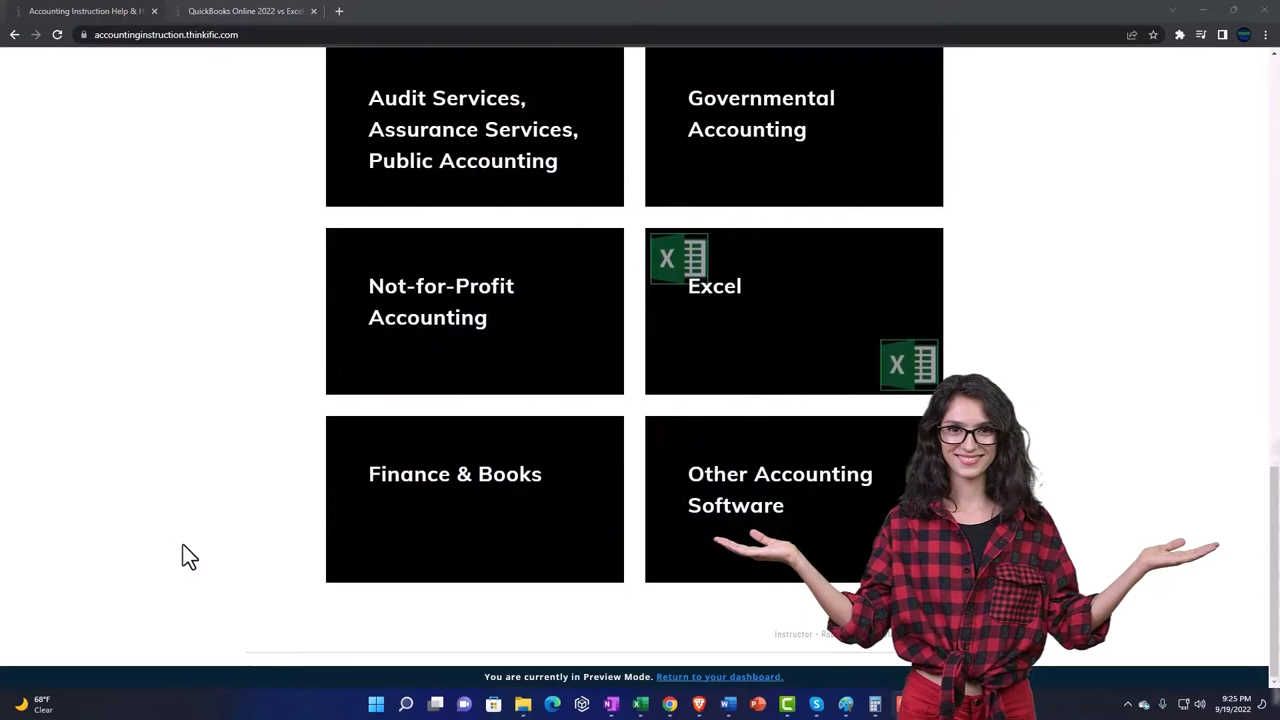 Accounting Instruction Help & H
QuickBooks Online 2022 vs Excel
accountinginstruction.thinkific.com
Audit Services,
Assurance Services,
Public Accounting
Governmental
Accounting
Not-for-Profit
Accounting
Excel
Finance & Books
Other Accounting
Software
Instructor -
You are currently in Preview Mode. Return to your dashboard.
68°F
Clear
9:25 PM
9/19/2022